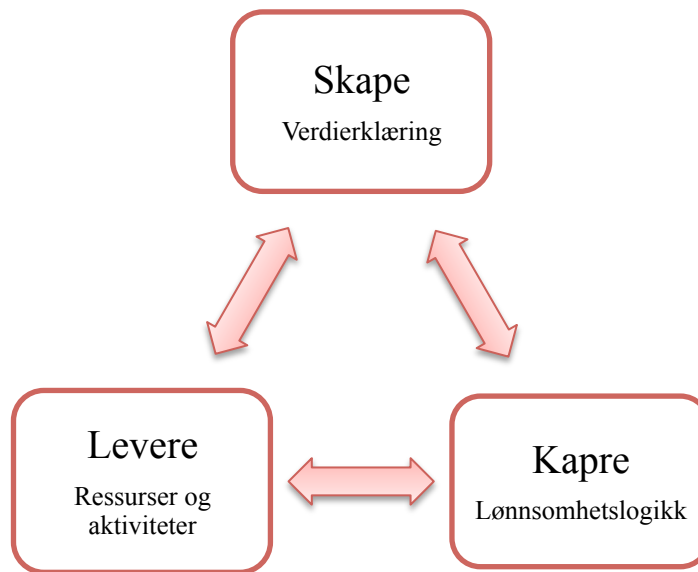 Skape
Verdierklæring
Levere
Ressurser og
aktiviteter
Kapre
Lønnsomhetslogikk